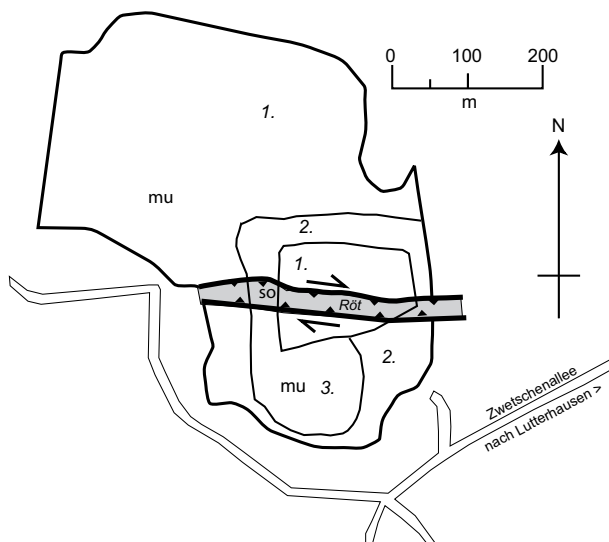 0 100 200
m
N
1.
mu
2.
1.
so
Röt
2.
mu 3.
Zwetschenallee
nach Lutterhausen >